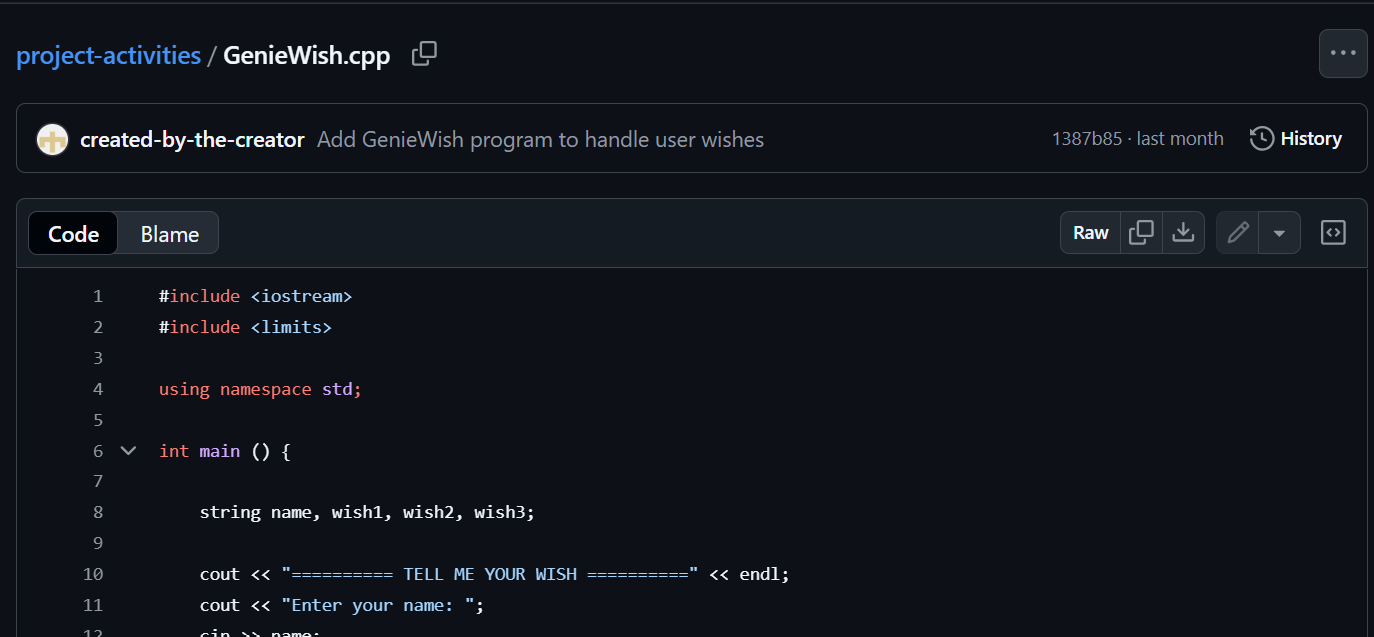 project-activities / GenieWish.cpp
created-by-the-creator Add GenieWish program to handle user wishes 1387b85 · last month History
Code Blame Raw
1 #include <iostream>
2 #include <limits>
3
4 using namespace std;
5
6 int main () {
7
8 string name, wish1, wish2, wish3;
9
10 cout << "========== TELL ME YOUR WISH ==========" << endl;
11 cout << "Enter your name: ";
12 cin >> name;